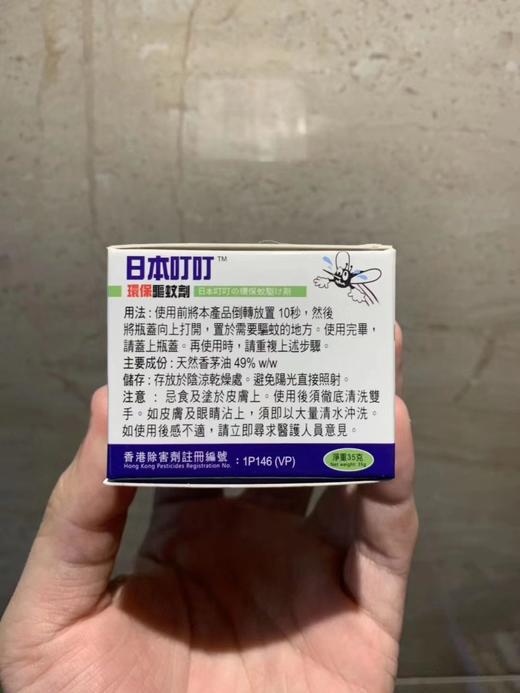 日本叮叮™
環保驅蚊劑 日本叮叮の環保蚊駆け剤
用法：使用前將本產品倒轉放置 10秒，然後
將瓶蓋向上打開，置於需要驅蚊的地方。使用完畢，
請蓋上瓶蓋。再使用時，請重複上述步驟。
主要成份：天然香茅油 49% w/w
儲存：存放於陰涼乾燥處。避免陽光直接照射。
注意：忌食及塗於皮膚上。使用後須徹底清洗雙
手。如皮膚及眼睛沾上，須即以大量清水沖洗。
如使用後感不適，請立即尋求醫護人員意見。
香港除害劑註冊編號
Hong Kong Pesticides Registration No. : 1P146 (VP)
淨重35克
Net weight: 35g